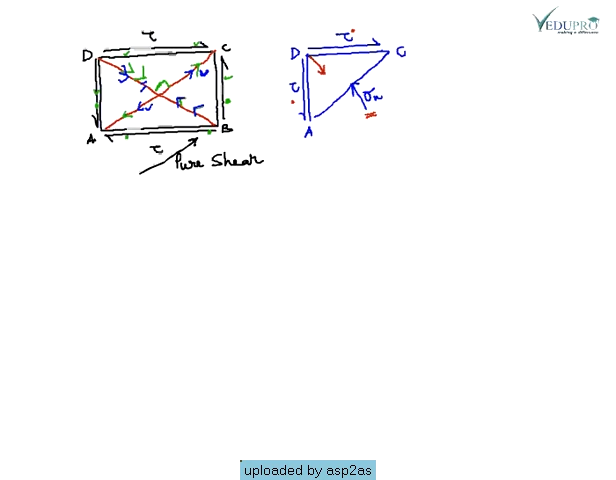 VEDUPRO
making a difference
τ
D C
A B
τ
Pure Shear
τ
D C
τ
σn
A
uploaded by asp2as